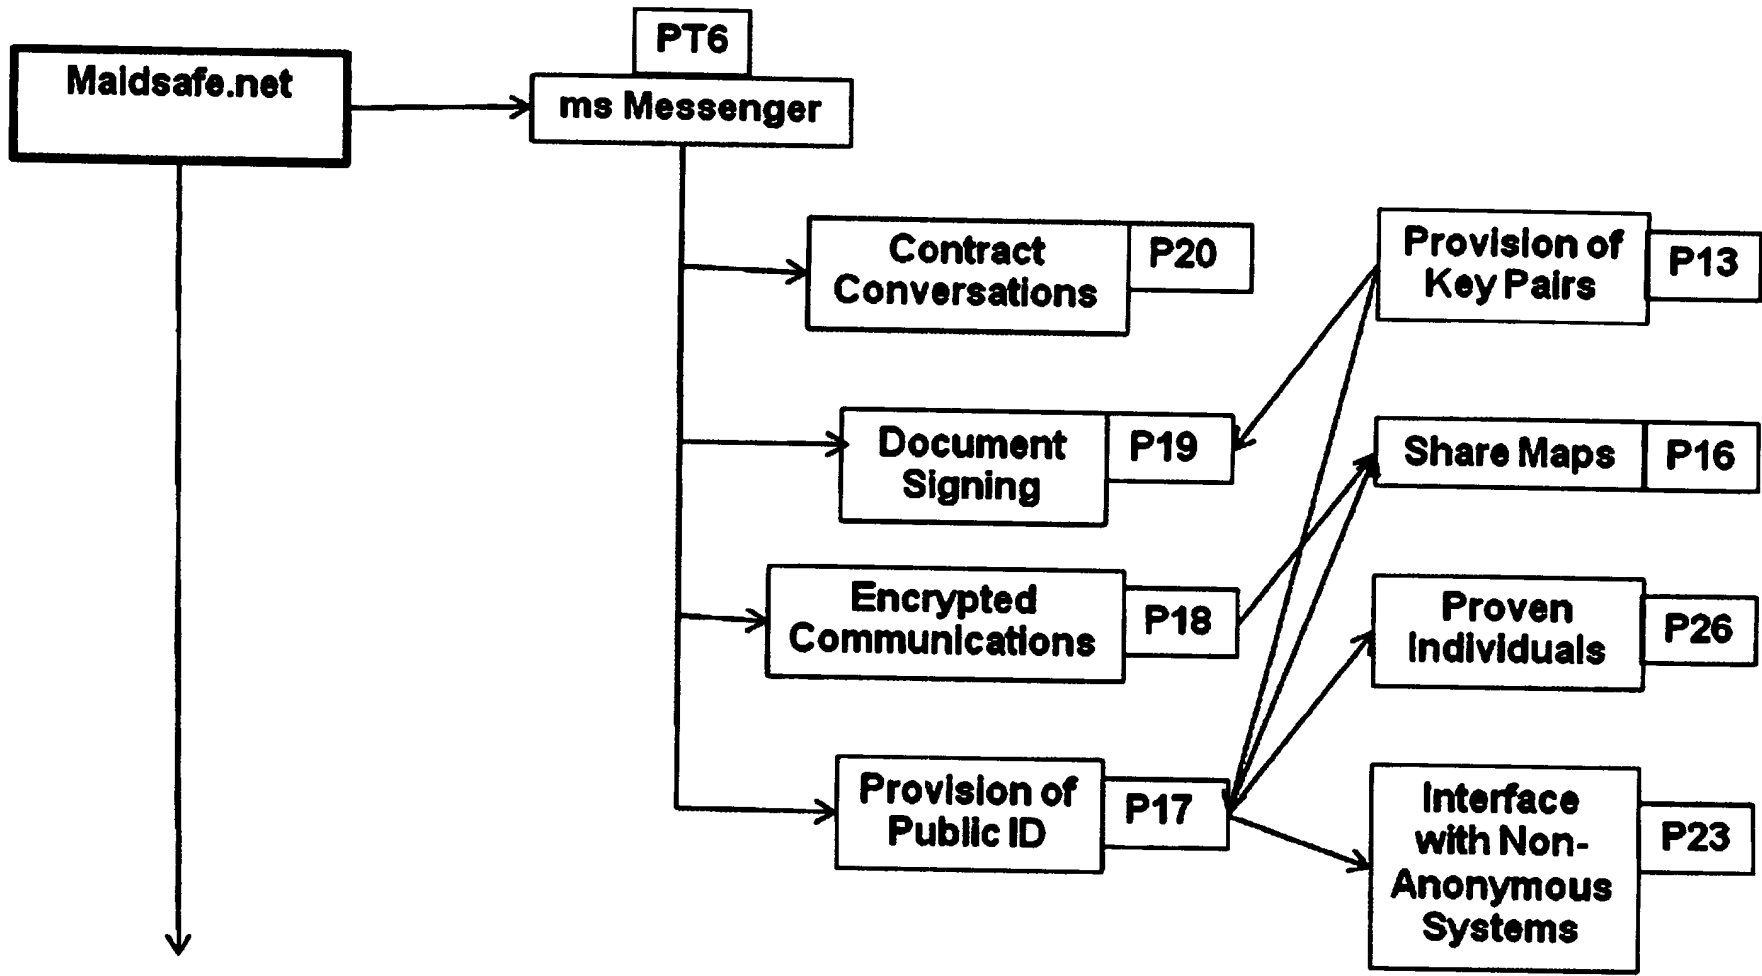 PT6
Maidsafe.net
ms Messenger
Contract
Conversations
P20
Provision of
Key Pairs
P13
Document
Signing
P19
Share Maps
P16
Encrypted
Communications
P18
Proven
Individuals
P26
Provision of
Public ID
P17
Interface
with Non-
Anonymous
Systems
P23